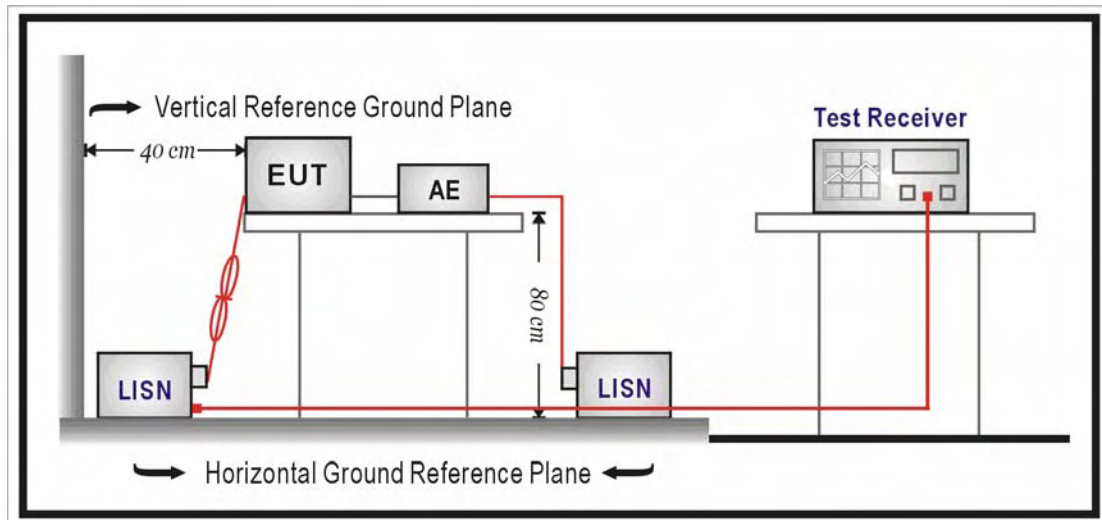 Vertical Reference Ground Plane
40 cm
EUT
AE
Test Receiver
80 cm
LISN
LISN
Horizontal Ground Reference Plane